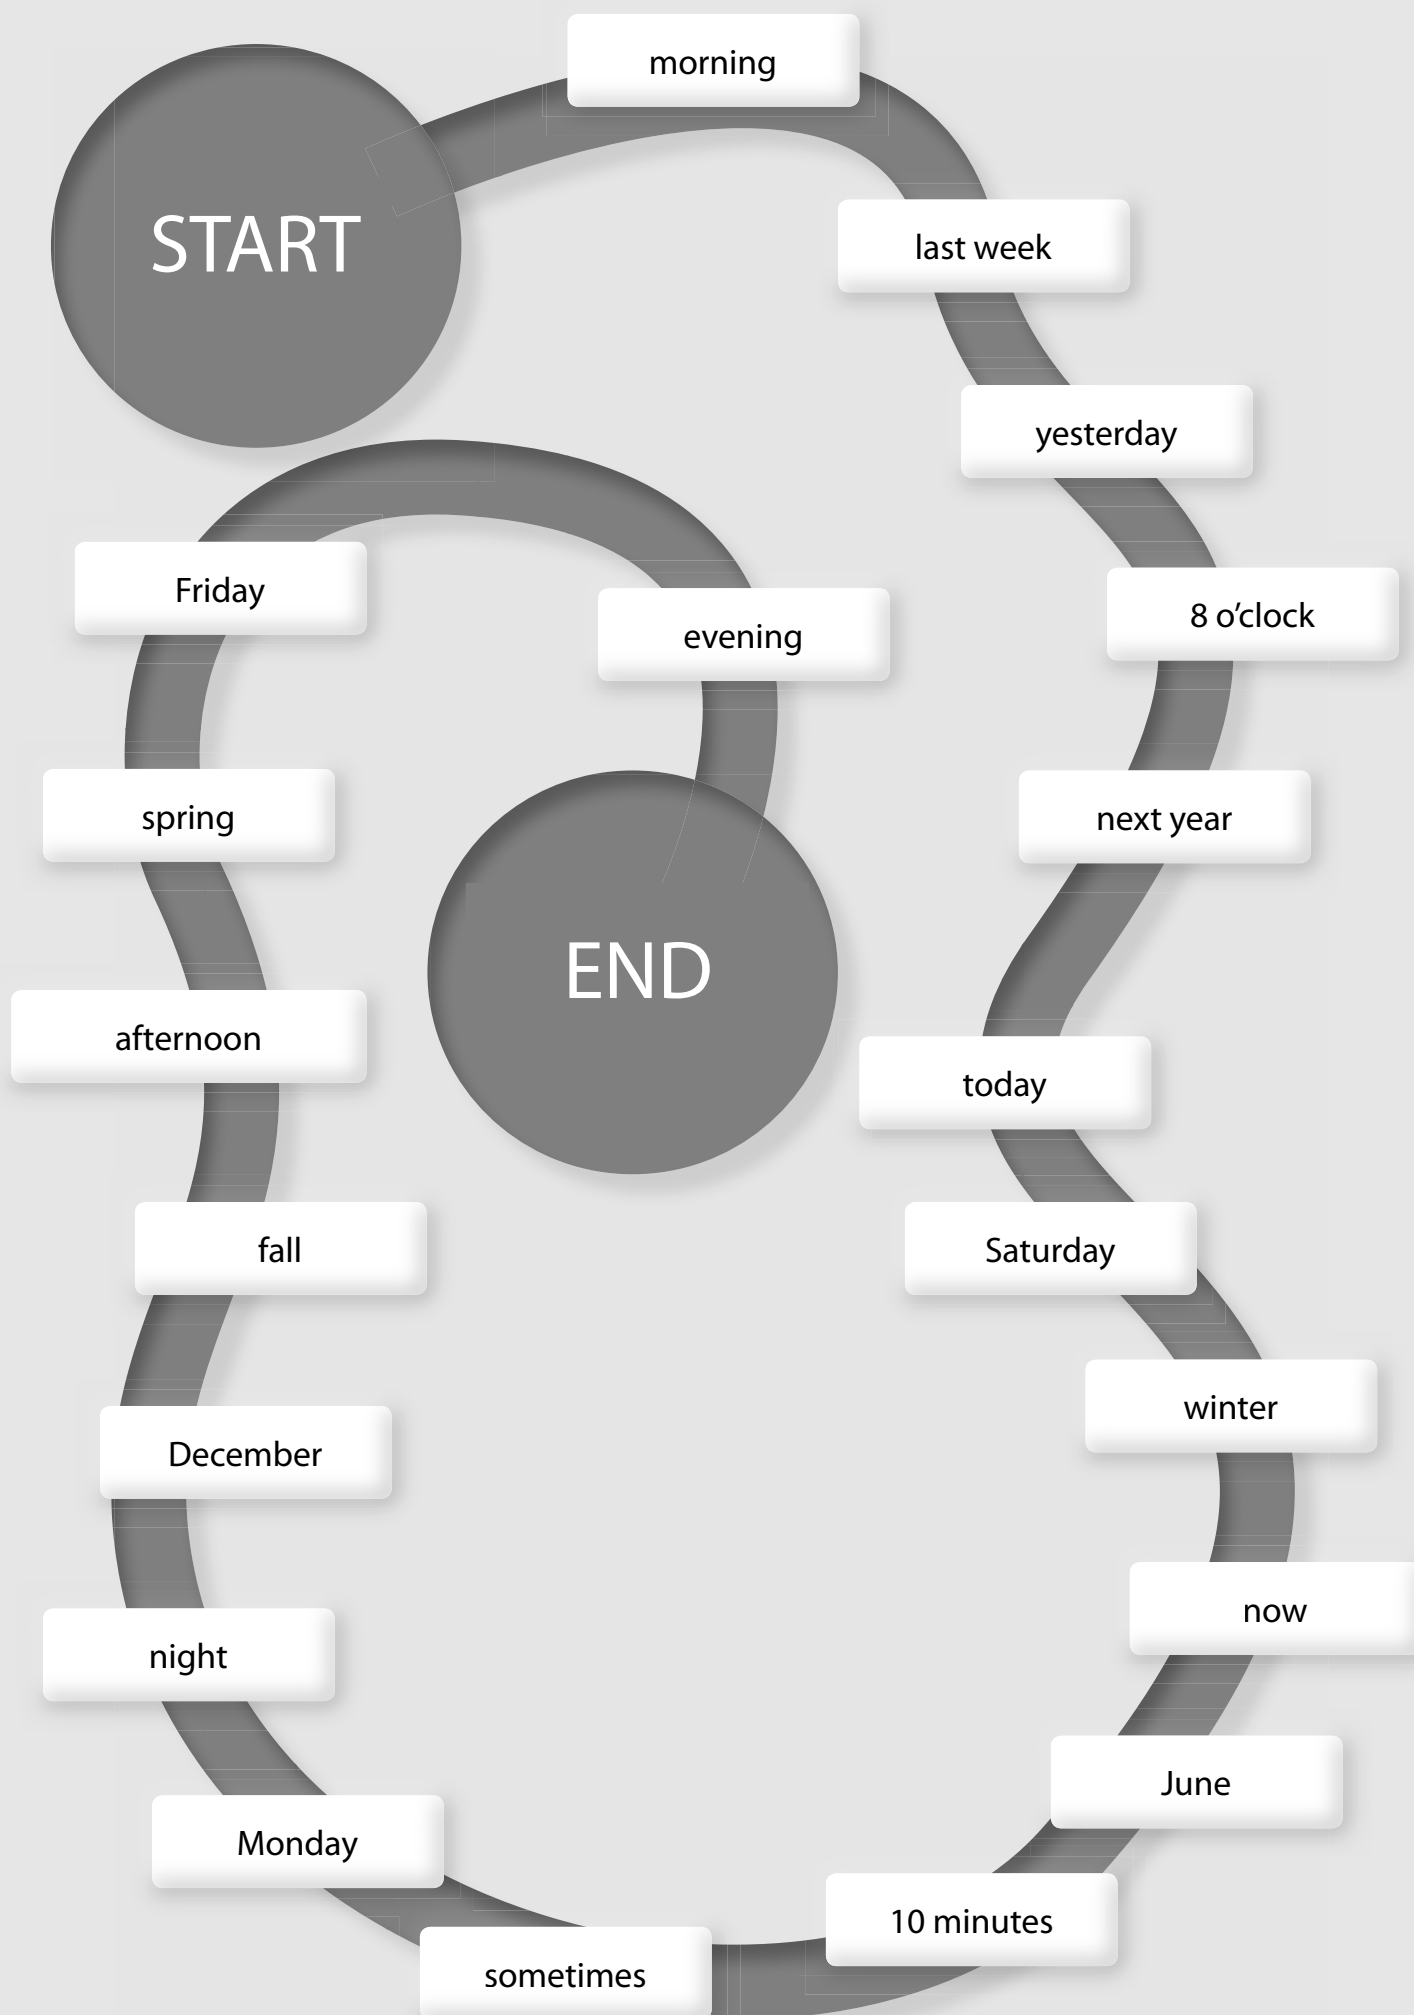 START
morning
last week
yesterday
8 o’clock
next year
today
Saturday
winter
now
June
10 minutes
sometimes
Monday
night
December
fall
afternoon
spring
Friday
evening
END